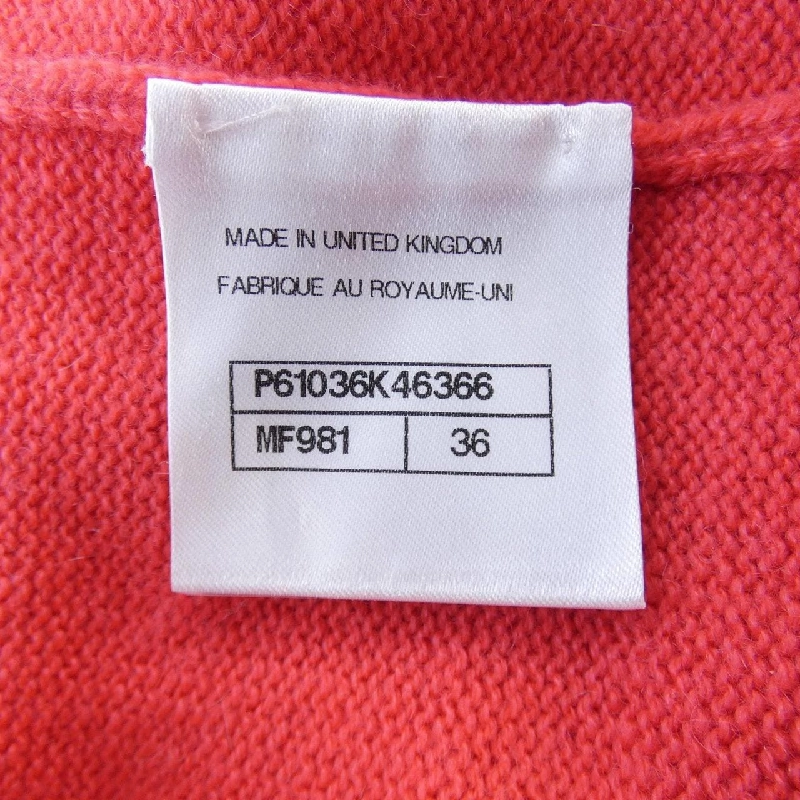 MADE IN UNITED KINGDOM
FABRIQUE AU ROYAUME-UNI
P61036K46366
MF981 36